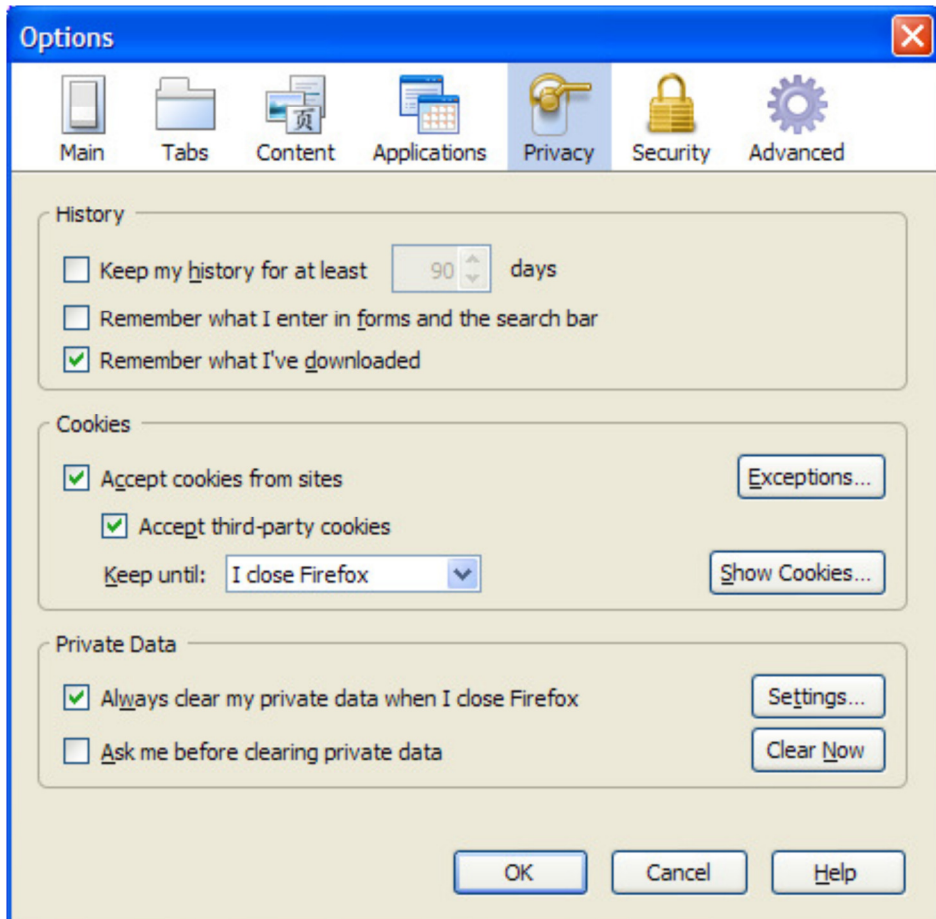 Options
Main Tabs Content Applications Privacy Security Advanced
页
History
Keep my history for at least 90 days
Remember what I enter in forms and the search bar
Remember what I've downloaded
Cookies
Accept cookies from sites Exceptions...
Accept third-party cookies
Keep until: I close Firefox Show Cookies...
Private Data
Always clear my private data when I close Firefox Settings...
Ask me before clearing private data Clear Now
OK Cancel Help